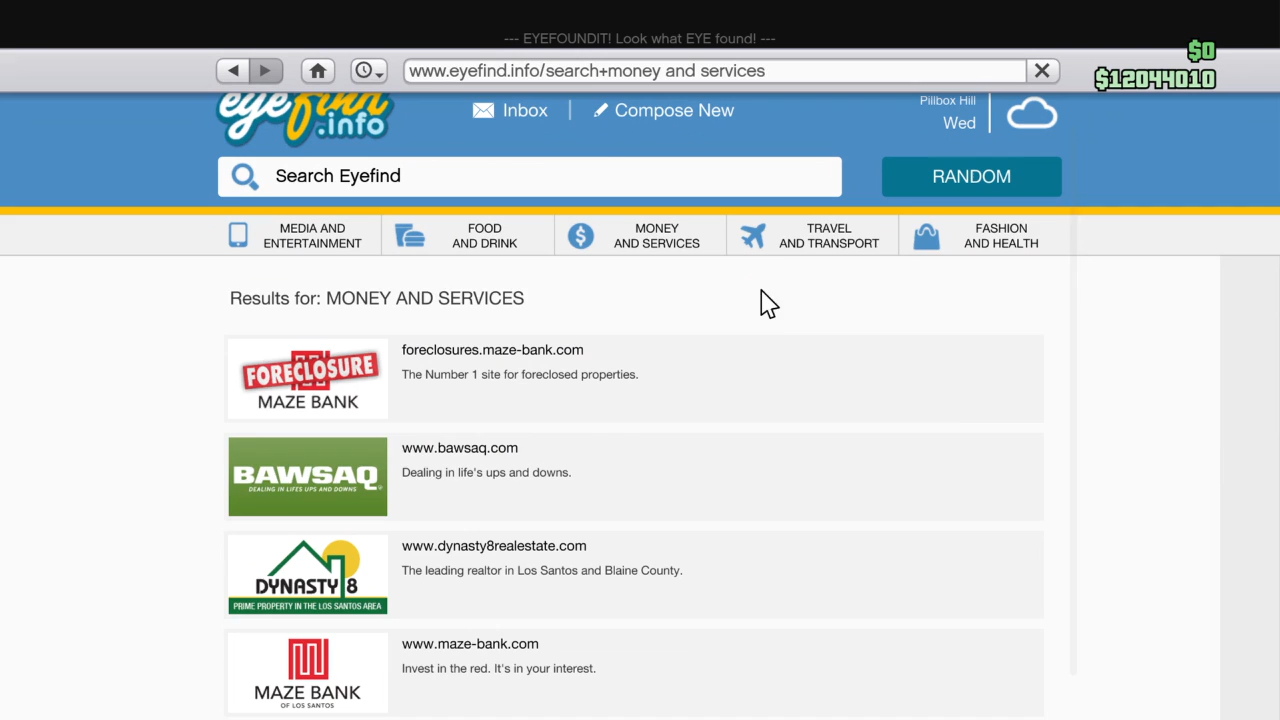 --- EYEFOUNDIT! Look what EYE found! ---
$0
www.eyefind.info/search+money and services
$12044010
eyefind
.info
Inbox
Compose New
Pillbox Hill
Wed
Search Eyefind
RANDOM
MEDIA AND
ENTERTAINMENT
FOOD
AND DRINK
MONEY
AND SERVICES
TRAVEL
AND TRANSPORT
FASHION
AND HEALTH
Results for: MONEY AND SERVICES
FORECLOSURE
MAZE BANK
foreclosures.maze-bank.com
The Number 1 site for foreclosed properties.
BAWSAQ
DEALING IN LIFE'S UPS AND DOWNS
www.bawsaq.com
Dealing in life's ups and downs.
DYNASTY 8
PRIME PROPERTY IN THE LOS SANTOS AREA
www.dynasty8realestate.com
The leading realtor in Los Santos and Blaine County.
MAZE BANK
OF LOS SANTOS
www.maze-bank.com
Invest in the red. It's in your interest.